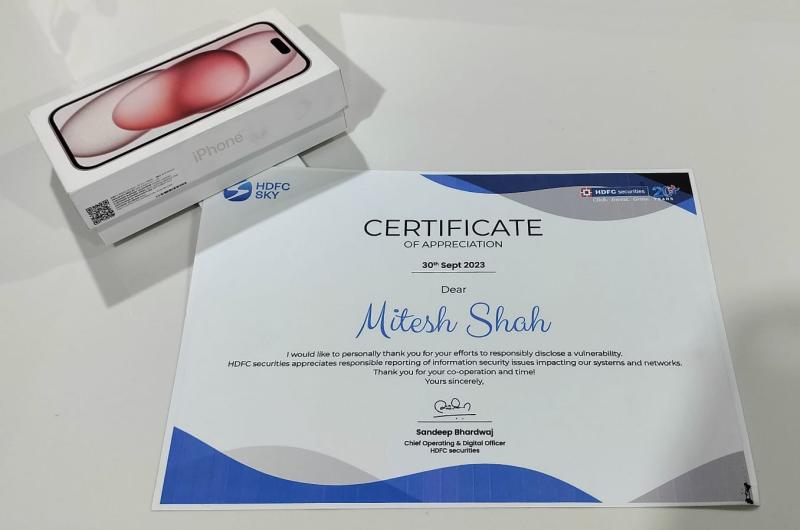 iPhone
HDFC
SKY
HDFC securities
Click. Invest. Grow.
20
YEARS
CERTIFICATE
OF APPRECIATION
30th Sept 2023
Dear
Mitesh Shah
I would like to personally thank you for your efforts to responsibly disclose a vulnerability.
HDFC securities appreciates responsible reporting of information security issues impacting our systems and networks.
Thank you for your co-operation and time!
Yours sincerely,
Sandeep Bhardwaj
Chief Operating & Digital Officer
HDFC securities